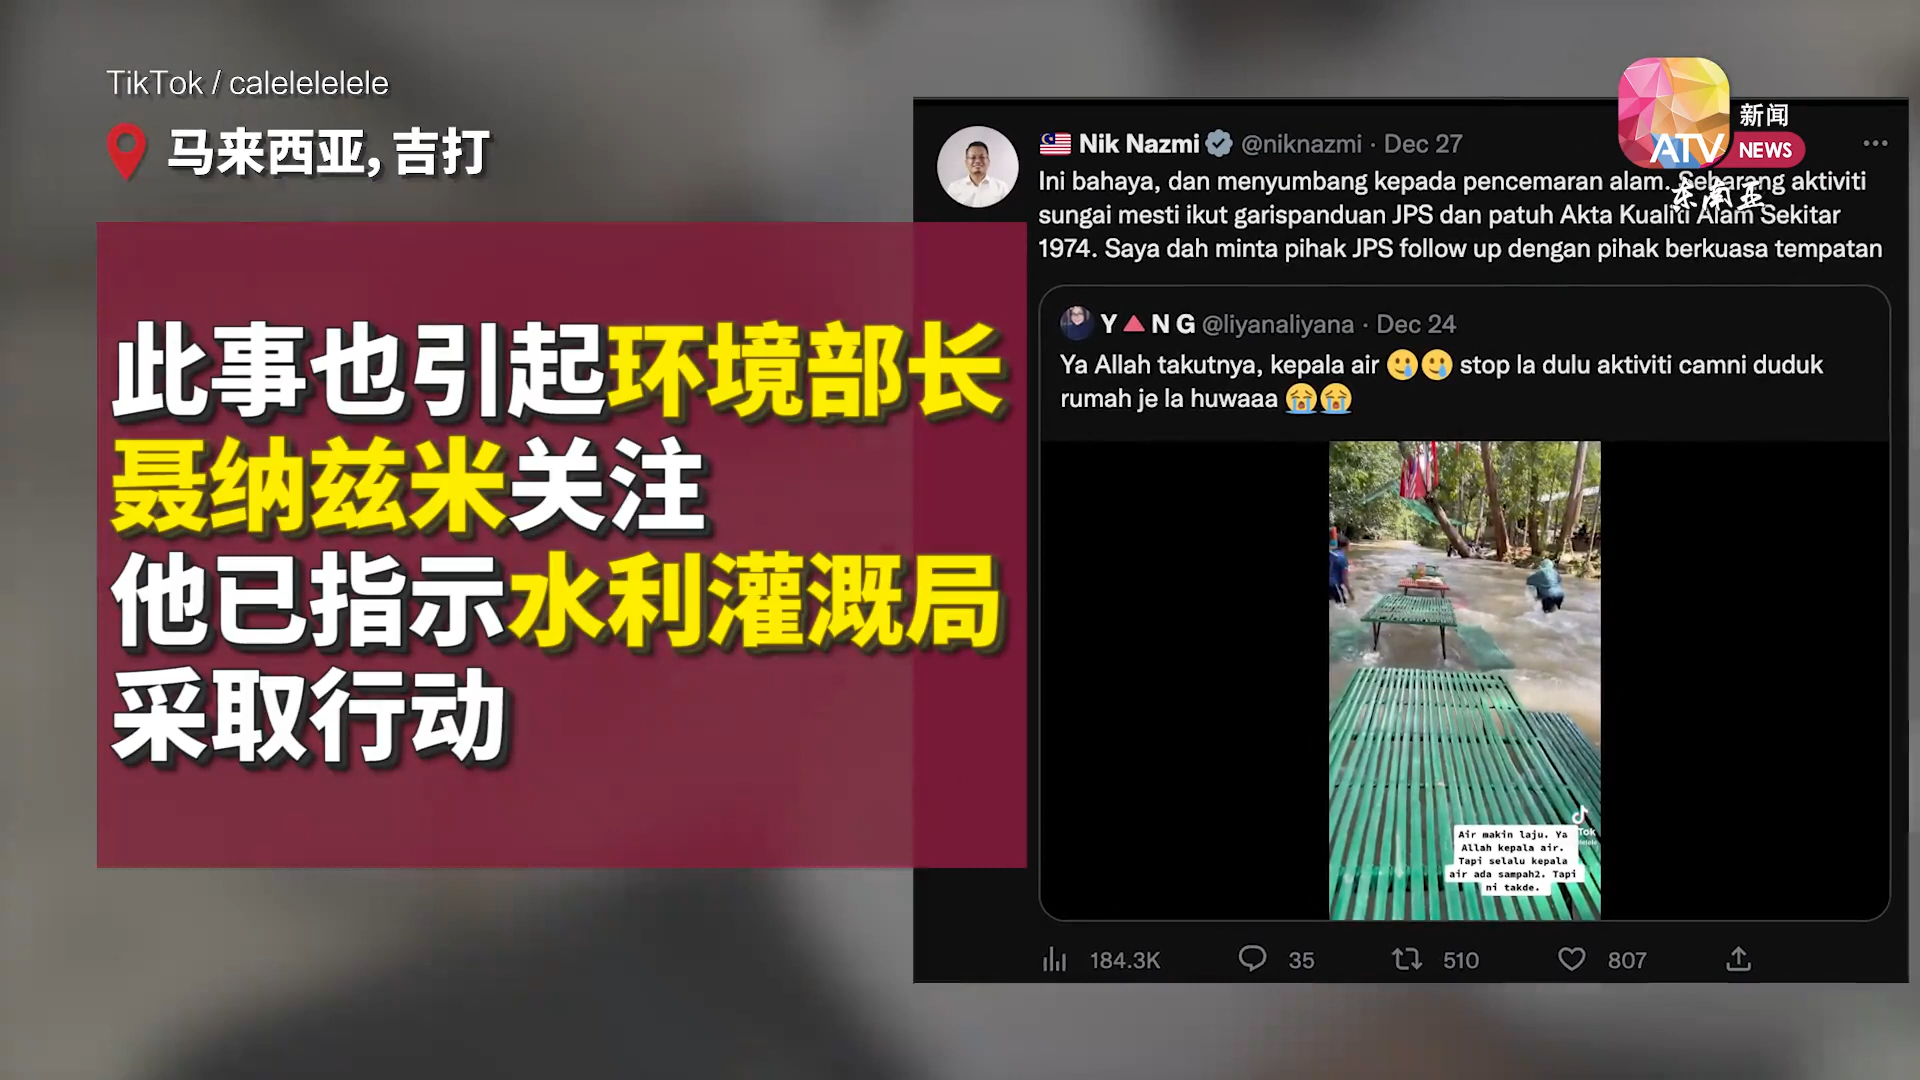 TikTok / calelelelele
马来西亚, 吉打
此事也引起环境部长
聂纳兹米关注
他已指示水利灌溉局
采取行动
ATV
新闻
NEWS
东南亚
Nik Nazmi @niknazmi · Dec 27
Ini bahaya, dan menyumbang kepada pencemaran alam. Sebarang aktiviti
sungai mesti ikut garispanduan JPS dan patuh Akta Kualiti Alam Sekitar
1974. Saya dah minta pihak JPS follow up dengan pihak berkuasa tempatan
Y🔺N G @liyanaliyana · Dec 24
Ya Allah takutnya, kepala air 🥲🥲 stop la dulu aktiviti camni duduk
rumah je la huwaaa 😭😭
Air makin laju. Ya
Allah kepala air.
Tapi selalu kepala
air ada sampah2. Tapi
ni takde.
184.3K 35 510 807